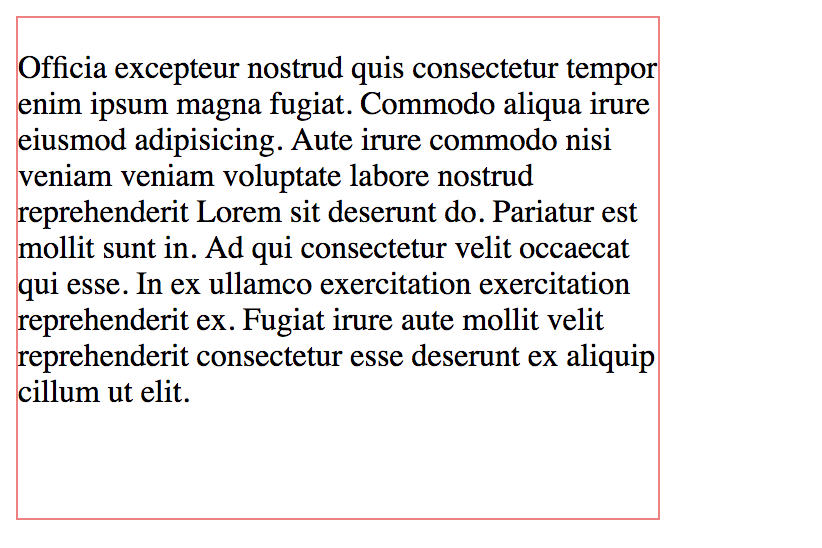 Officia excepteur nostrud quis consectetur tempor
enim ipsum magna fugiat. Commodo aliqua irure
eiusmod adipisicing. Aute irure commodo nisi
veniam veniam voluptate labore nostrud
reprehenderit Lorem sit deserunt do. Pariatur est
mollit sunt in. Ad qui consectetur velit occaecat
qui esse. In ex ullamco exercitation exercitation
reprehenderit ex. Fugiat irure aute mollit velit
reprehenderit consectetur esse deserunt ex aliquip
cillum ut elit.